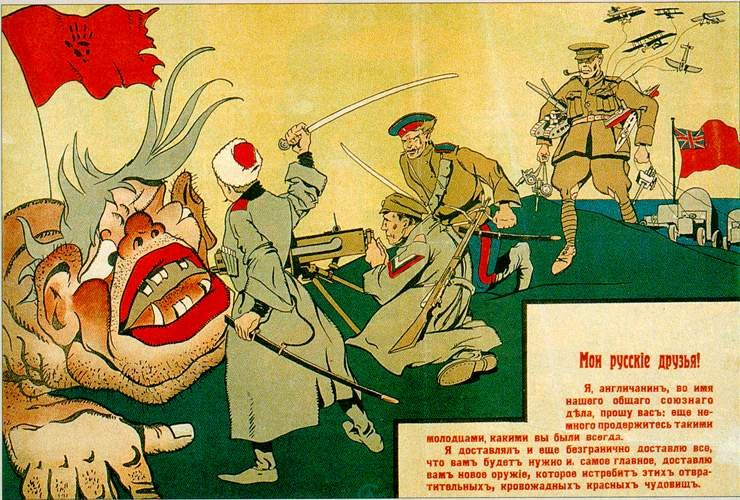 Мои русскіе друзья!
Я, англичанинъ, во имя
нашего общаго союзнаго
дѣла, прошу васъ: еще не-
много продержитесь такими
молодцами, какими вы были всегда.
Я доставлялъ и еще безгранично доставлю все,
что вамъ будетъ нужно и. самое главное, доставлю
вамъ новое оружіе, которое истребитъ этихъ отвра-
тительныхъ, кровожадныхъ красныхъ чудовищъ.